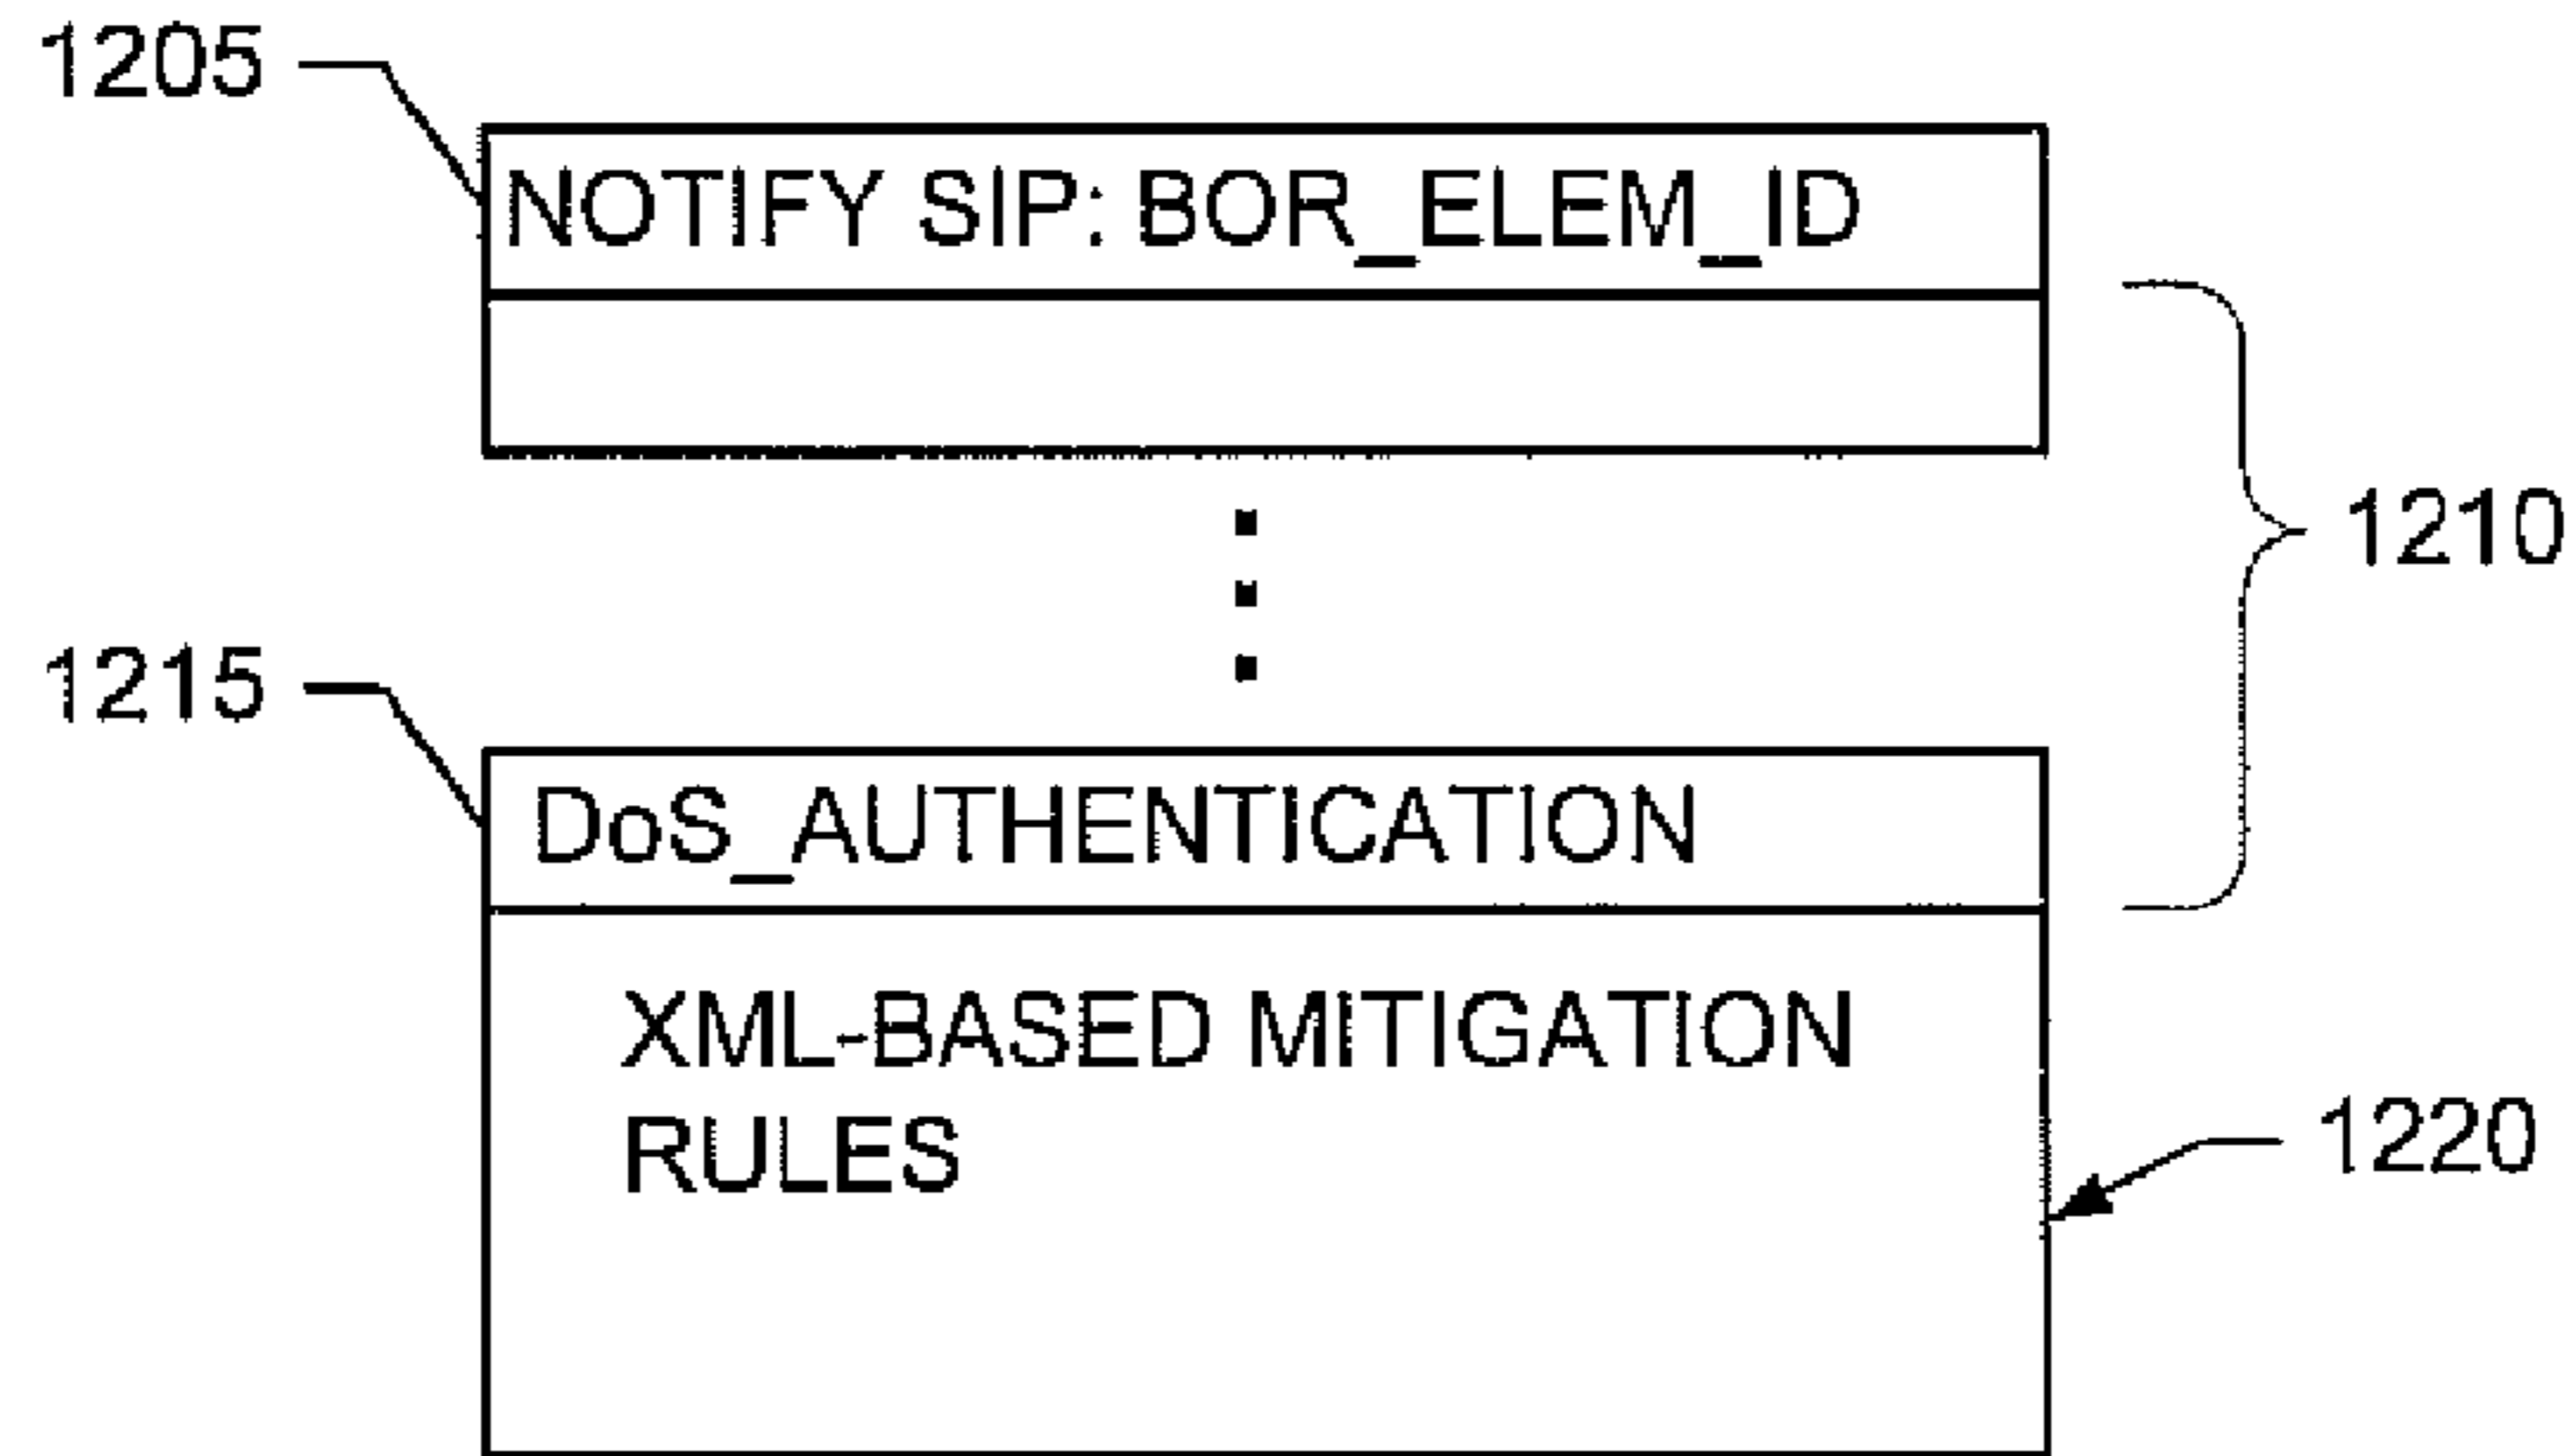 1205
NOTIFY SIP: BOR_ELEM_ID
1210
1215
DoS_AUTHENTICATION
XML-BASED MITIGATION
RULES
1220